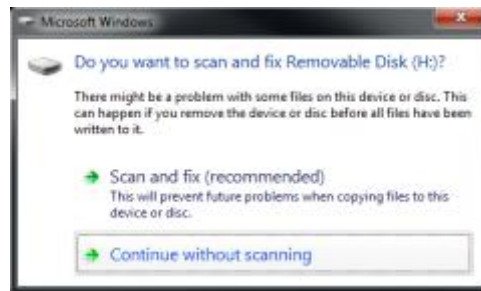 Microsoft Windows
Do you want to scan and fix Removable Disk (H:)?
There might be a problem with some files on this device or disc. This
can happen if you remove the device or disc before all files have been
written to it.
Scan and fix (recommended)
This will prevent future problems when copying files to this
device or disc.
Continue without scanning